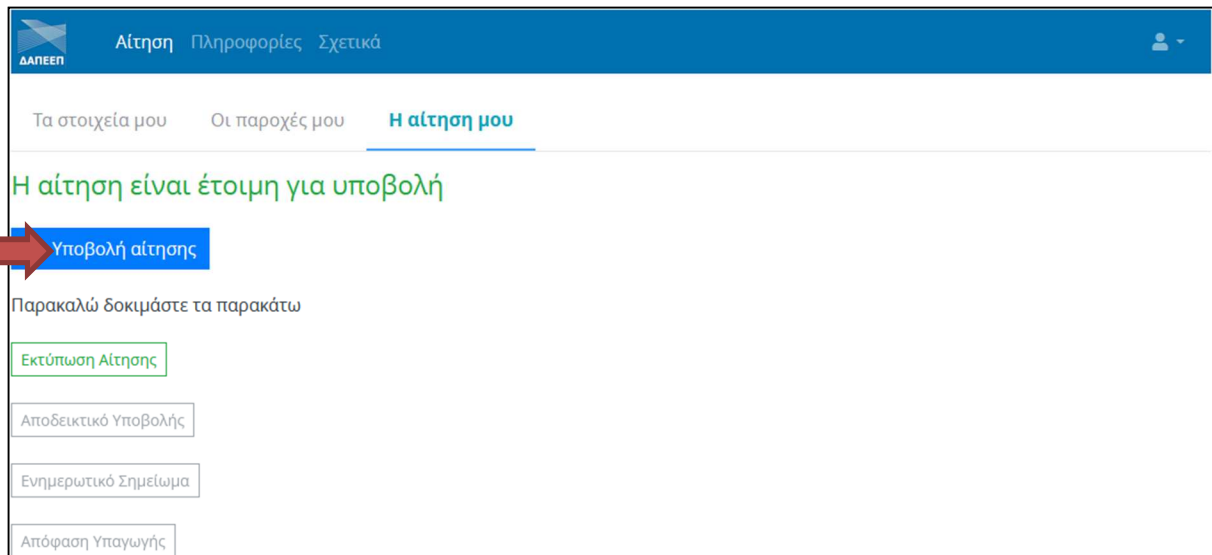 ΔΑΠΕΕΠ
Αίτηση Πληροφορίες Σχετικά
Τα στοιχεία μου Οι παροχές μου Η αίτηση μου
Η αίτηση είναι έτοιμη για υποβολή
Υποβολή αίτησης
Παρακαλώ δοκιμάστε τα παρακάτω
Εκτύπωση Αίτησης
Αποδεικτικό Υποβολής
Ενημερωτικό Σημείωμα
Απόφαση Υπαγωγής